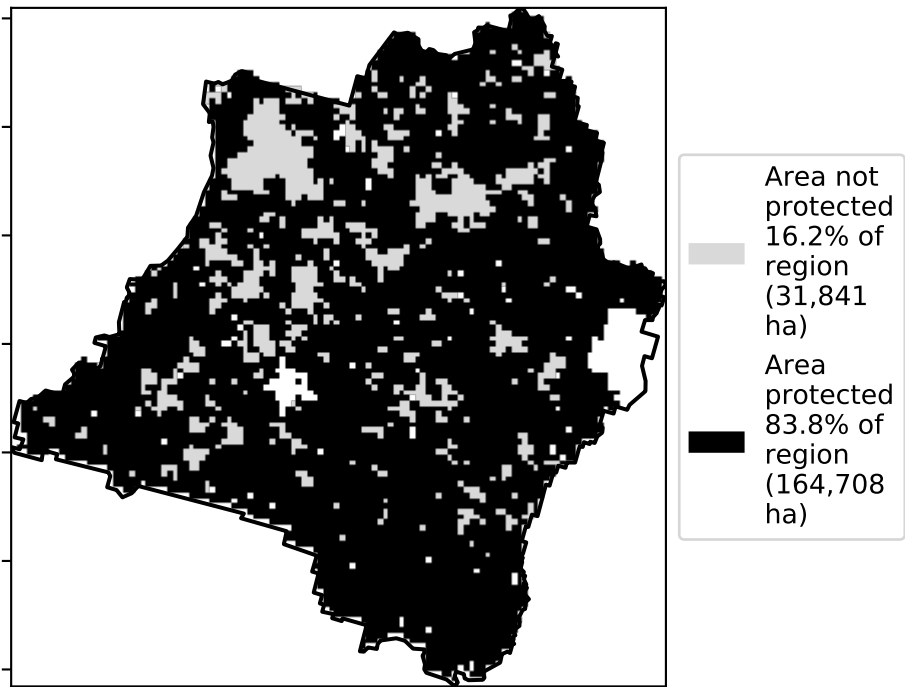 Area not
protected
16.2% of
region
(31,841
ha)
Area
protected
83.8% of
region
(164,708
ha)